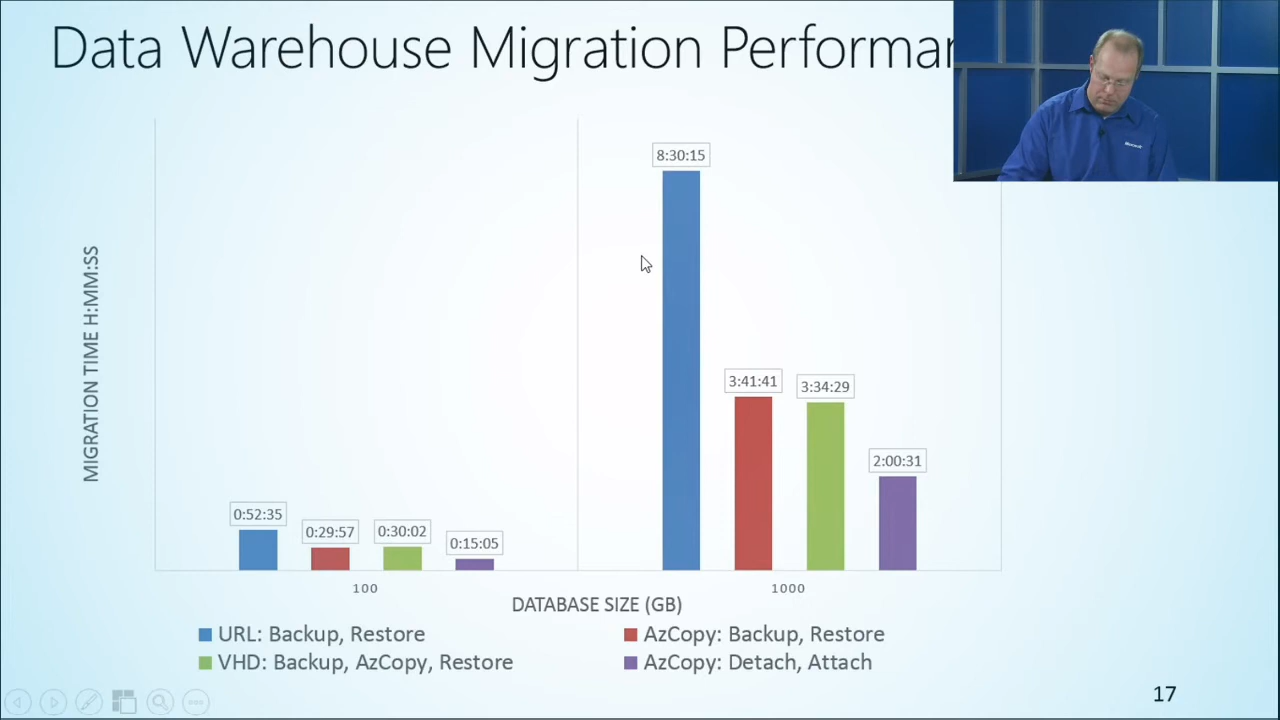 Data Warehouse Migration Performan
8:30:15
3:41:41
3:34:29
2:00:31
0:52:35
0:29:57
0:30:02
0:15:05
MIGRATION TIME H:MM:SS
100
1000
DATABASE SIZE (GB)
URL: Backup, Restore
AzCopy: Backup, Restore
VHD: Backup, AzCopy, Restore
AzCopy: Detach, Attach
17
Microsoft